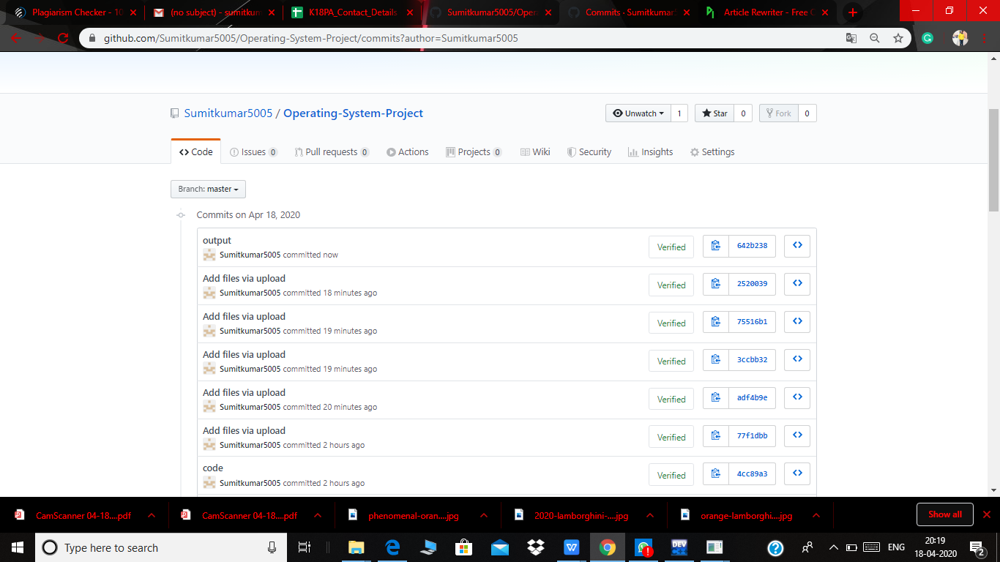 Plagiarism Checker - 10
(no subject) - sumitkum
K18PA_Contact_Details
Sumitkumar5005/Oper
Commits · Sumitkumar5
Article Rewriter - Free O
github.com/Sumitkumar5005/Operating-System-Project/commits?author=Sumitkumar5005
Sumitkumar5005 / Operating-System-Project
Unwatch 1 Star 0 Fork 0
Code Issues 0 Pull requests 0 Actions Projects 0 Wiki Security Insights Settings
Branch: master
Commits on Apr 18, 2020
output
Sumitkumar5005 committed now
Verified 642b238
Add files via upload
Sumitkumar5005 committed 18 minutes ago
Verified 2520039
Add files via upload
Sumitkumar5005 committed 19 minutes ago
Verified 75516b1
Add files via upload
Sumitkumar5005 committed 19 minutes ago
Verified 3ccbb32
Add files via upload
Sumitkumar5005 committed 20 minutes ago
Verified adf4b9e
Add files via upload
Sumitkumar5005 committed 2 hours ago
Verified 77f1dbb
code
Sumitkumar5005 committed 2 hours ago
Verified 4cc89a3
CamScanner 04-18....pdf
CamScanner 04-18....pdf
phenomenal-oran....jpg
2020-lamborghini-....jpg
orange-lamborghi....jpg
Show all
Type here to search
DEV
ENG
20:19
18-04-2020
2